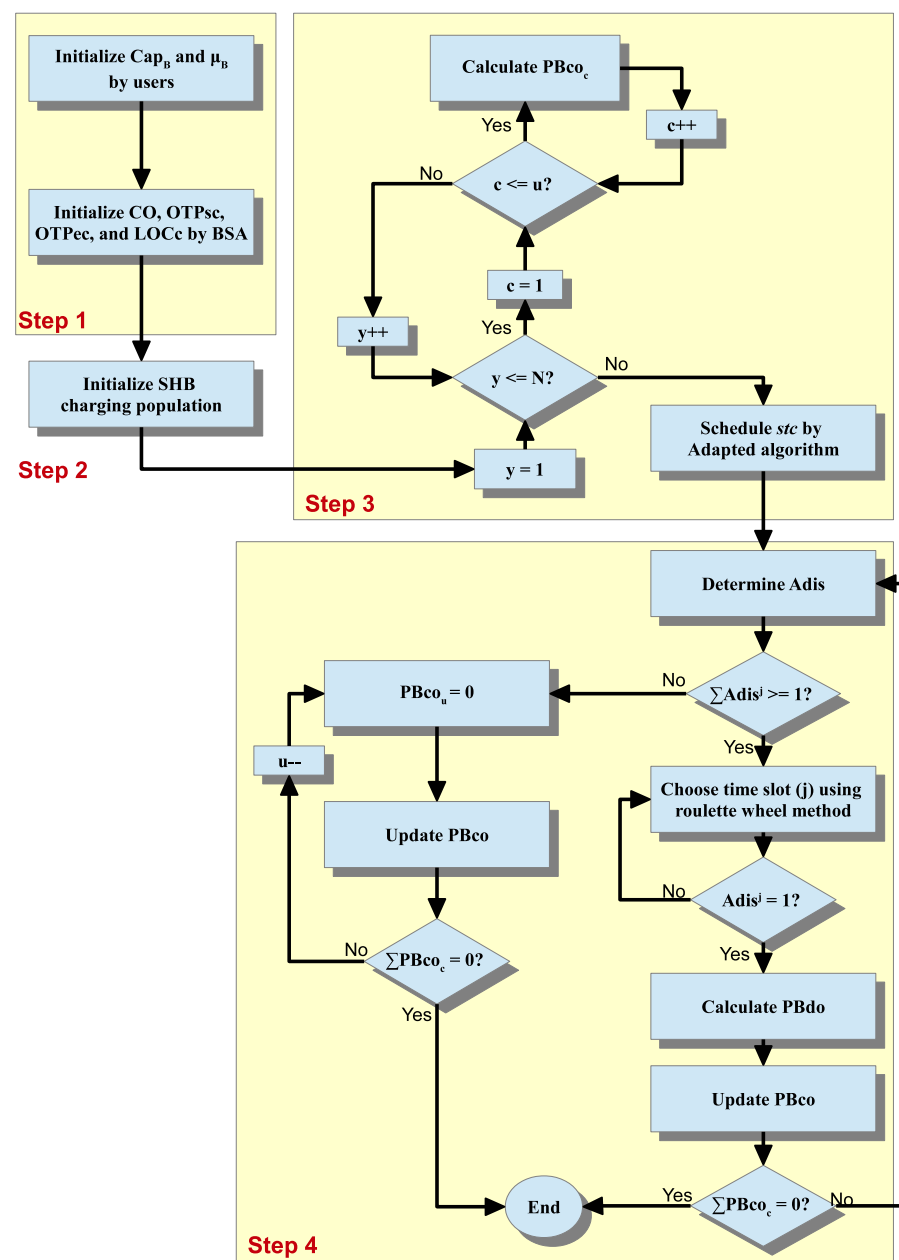 Initialize Cap_B and µ_B
by users
Initialize CO, OTPsc,
OTPec, and LOCc by BSA
Step 1
Initialize SHB
charging population
Step 2
Calculate PBco_c
Yes
c++
No
c <= u?
c = 1
y++
Yes
y <= N?
No
Schedule stc by
Adapted algorithm
y = 1
Step 3
Determine Adis
No
∑Adis^j >= 1?
PBco_u = 0
Yes
u--
Choose time slot (j) using
roulette wheel method
Update PBco
No
Adis^j = 1?
No
∑PBco_c = 0?
Yes
Yes
Calculate PBdo
Update PBco
End
Yes
∑PBco_c = 0?
No
Step 4